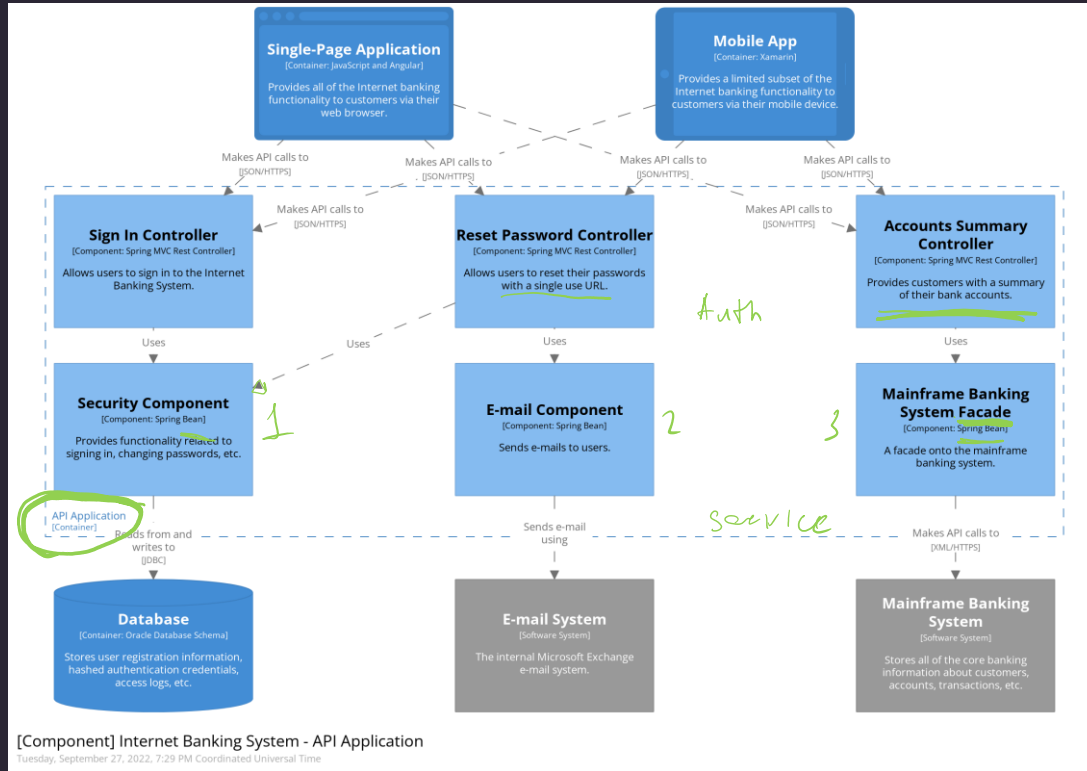 Single-Page Application
[Container: JavaScript and Angular]
Provides all of the Internet banking
functionality to customers via their
web browser.
Mobile App
[Container: Xamarin]
Provides a limited subset of the
Internet banking functionality to
customers via their mobile device.
Makes API calls to
[JSON/HTTPS]
Makes API calls to
[JSON/HTTPS]
Makes API calls to
[JSON/HTTPS]
Makes API calls to
[JSON/HTTPS]
Makes API calls to
[JSON/HTTPS]
Makes API calls to
[JSON/HTTPS]
Sign In Controller
[Component: Spring MVC Rest Controller]
Allows users to sign in to the Internet
Banking System.
Reset Password Controller
[Component: Spring MVC Rest Controller]
Allows users to reset their passwords
with a single use URL.
Accounts Summary
Controller
[Component: Spring MVC Rest Controller]
Provides customers with a summary
of their bank accounts.
Auth
Uses
Uses
Uses
Uses
Security Component
[Component: Spring Bean]
Provides functionality related to
signing in, changing passwords, etc.
1
E-mail Component
[Component: Spring Bean]
Sends e-mails to users.
2
3
Mainframe Banking
System Facade
[Component: Spring Bean]
A facade onto the mainframe
banking system.
API Application
[Container]
service
Reads from and
writes to
[JDBC]
Sends e-mail
using
Makes API calls to
[XML/HTTPS]
Database
[Container: Oracle Database Schema]
Stores user registration information,
hashed authentication credentials,
access logs, etc.
E-mail System
[Software System]
The internal Microsoft Exchange
e-mail system.
Mainframe Banking
System
[Software System]
Stores all of the core banking
information about customers,
accounts, transactions, etc.
[Component] Internet Banking System - API Application
Tuesday, September 27, 2022, 7:29 PM Coordinated Universal Time